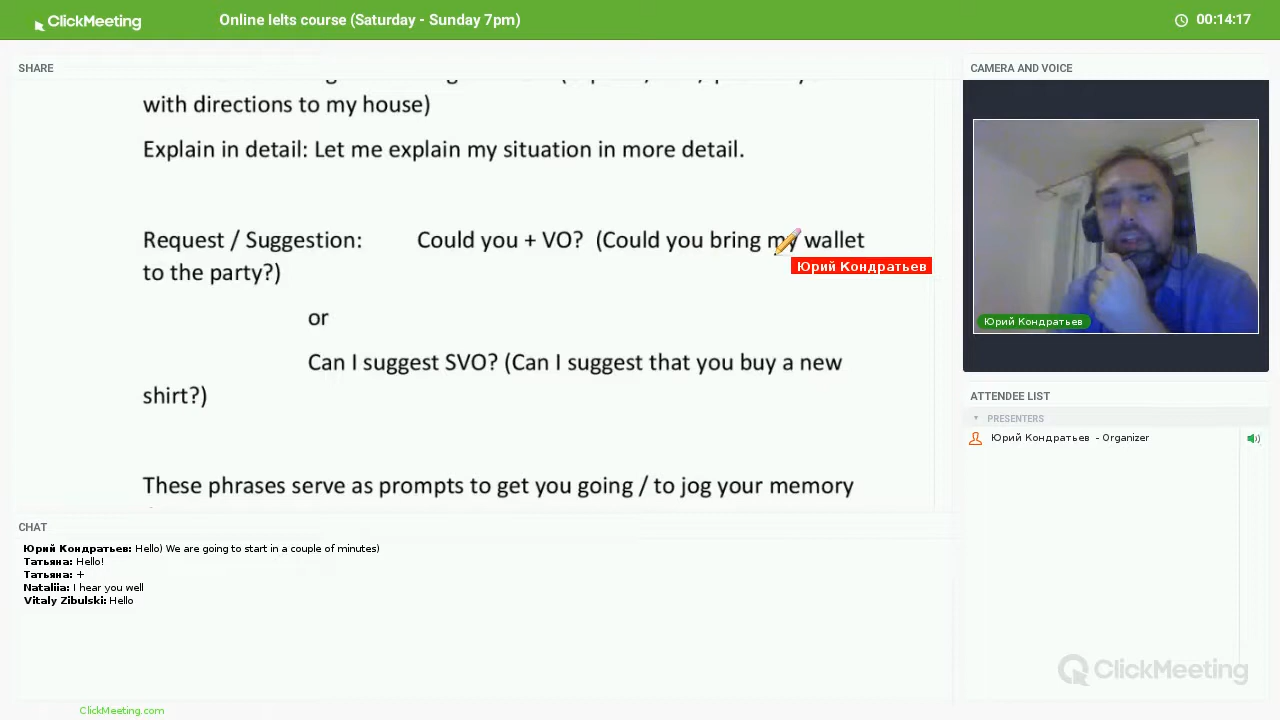 ClickMeeting
Online Ielts course (Saturday - Sunday 7pm)
00:14:17
SHARE
with directions to my house)
Explain in detail: Let me explain my situation in more detail.
Request / Suggestion: Could you + VO? (Could you bring my wallet
to the party?)
or
Can I suggest SVO? (Can I suggest that you buy a new
shirt?)
These phrases serve as prompts to get you going / to jog your memory
Юрий Кондратьев
CAMERA AND VOICE
Юрий Кондратьев
ATTENDEE LIST
PRESENTERS
Юрий Кондратьев - Organizer
CHAT
Юрий Кондратьев: Hello) We are going to start in a couple of minutes)
Татьяна: Hello!
Татьяна: +
Nataliia: I hear you well
Vitaly Zibulski: Hello
ClickMeeting
ClickMeeting.com